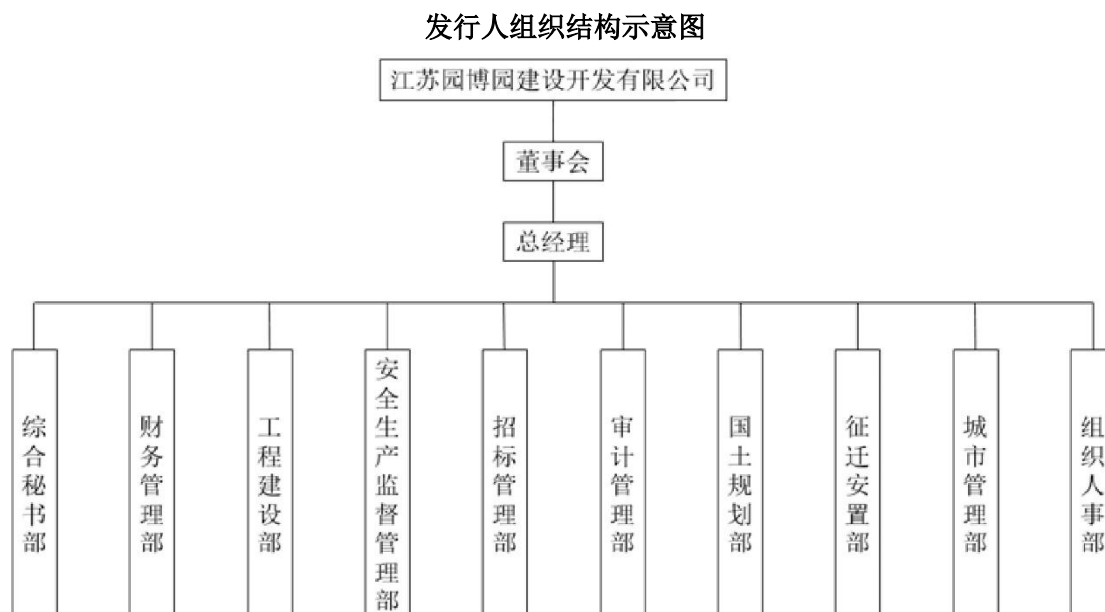 发行人组织结构示意图
江苏园博园建设开发有限公司
董事会
总经理
综合秘书部
财务管理部
工程建设部
安全生产监督管理部
招标管理部
审计管理部
国土规划部
征迁安置部
城市管理部
组织人事部